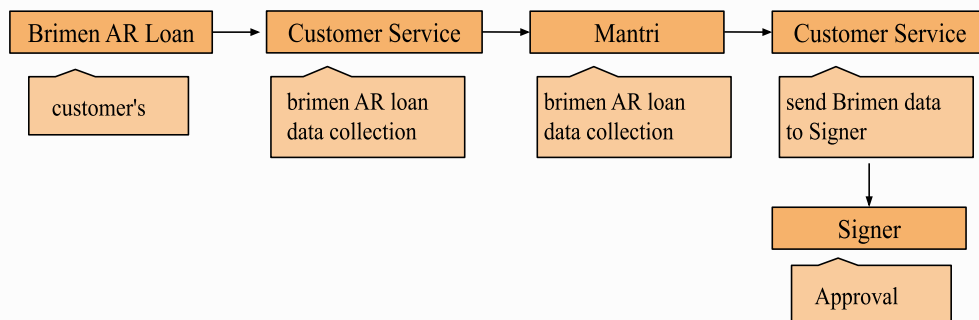 Brimen AR Loan
Customer Service
Mantri
Customer Service
customer's
brimen AR loan
data collection
brimen AR loan
data collection
send Brimen data
to Signer
Signer
Approval